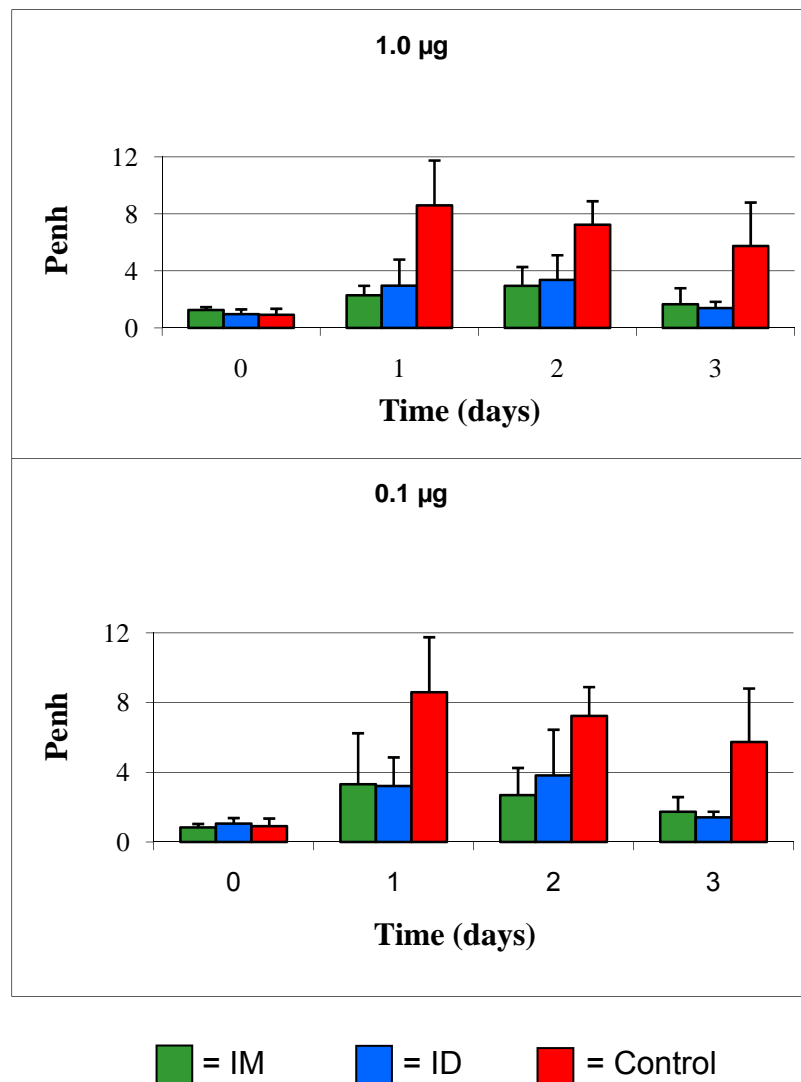 1.0 µg
12
8
4
0
Penh
0 1 2 3
Time (days)
0.1 µg
12
8
4
0
Penh
0 1 2 3
Time (days)
= IM = ID = Control